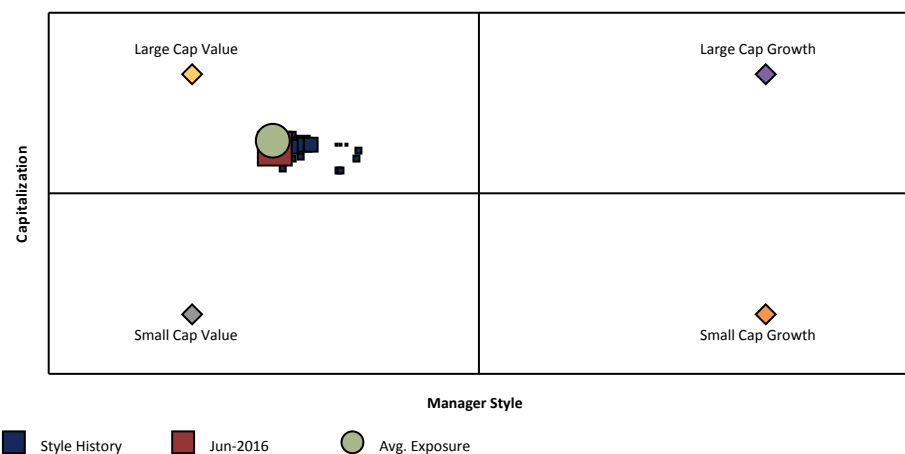 Large Cap Value
Large Cap Growth
Capitalization
Small Cap Value
Small Cap Growth
Manager Style
Style History
Jun-2016
Avg. Exposure